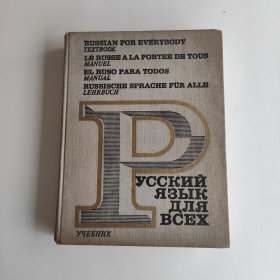 RUSSIAN FOR EVERYBODY
TEXTBOOK
LE RUSSE A LA PORTEE DE TOUS
MANUEL
EL RUSO PARA TODOS
MANUAL
RUSSISCHE SPRACHE FÜR ALLE
LEHRBUCH
РУССКИЙ
ЯЗЫК
ДЛЯ
ВСЕХ
УЧЕБНИК